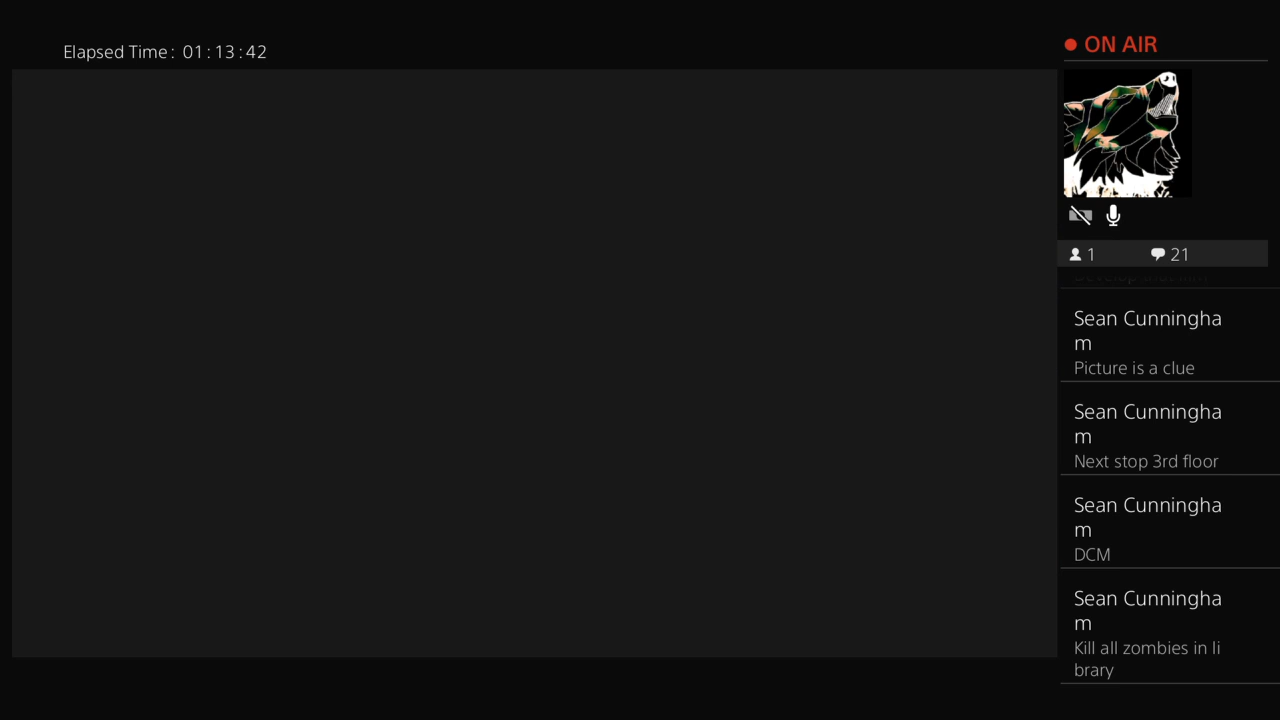 Elapsed Time: 01:13:42
ON AIR
1 21
Sean Cunningha
m
Picture is a clue
Sean Cunningha
m
Next stop 3rd floor
Sean Cunningha
m
DCM
Sean Cunningha
m
Kill all zombies in li
brary